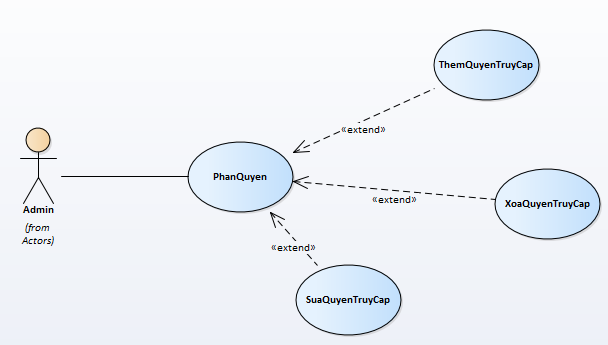 ThemQuyenTruyCap
«extend»
PhanQuyen
XoaQuyenTruyCap
«extend»
Admin
(from
Actors)
«extend»
SuaQuyenTruyCap